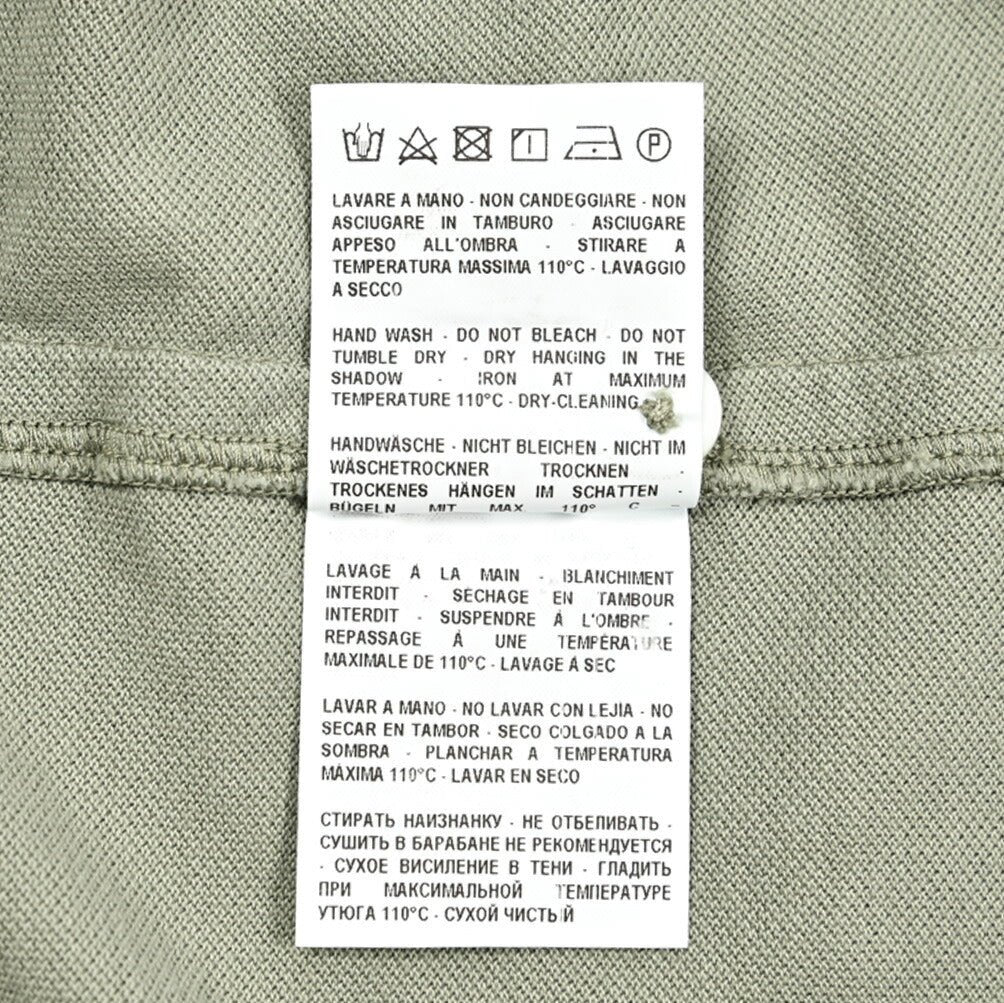 P
LAVARE A MANO - NON CANDEGGIARE - NON
ASCIUGARE IN TAMBURO - ASCIUGARE
APPESO ALL'OMBRA - STIRARE A
TEMPERATURA MASSIMA 110°C - LAVAGGIO
A SECCO
HAND WASH - DO NOT BLEACH - DO NOT
TUMBLE DRY - DRY HANGING IN THE
SHADOW - IRON AT MAXIMUM
TEMPERATURE 110°C - DRY-CLEANING
HANDWÄSCHE - NICHT BLEICHEN - NICHT IM
WÄSCHETROCKNER TROCKNEN -
TROCKENES HÄNGEN IM SCHATTEN -
BÜGELN MIT MAX 110° C -
LAVAGE À LA MAIN - BLANCHIMENT
INTERDIT - SÉCHAGE EN TAMBOUR
INTERDIT - SUSPENDRE À L'OMBRE -
REPASSAGE À UNE TEMPÉRATURE
MAXIMALE DE 110°C - LAVAGE À SEC
LAVAR A MANO - NO LAVAR CON LEJIA - NO
SECAR EN TAMBOR - SECO COLGADO A LA
SOMBRA - PLANCHAR A TEMPERATURA
MÁXIMA 110°C - LAVAR EN SECO
СТИРАТЬ НАИЗНАНКУ - НЕ ОТБЕЛИВАТЬ -
СУШИТЬ В БАРАБАНЕ НЕ РЕКОМЕНДУЕТСЯ
- СУХОЕ ВИСИЛЕНИЕ В ТЕНИ - ГЛАДИТЬ
ПРИ МАКСИМАЛЬНОЙ ТЕМПЕРАТУРЕ
УТЮГА 110°C - СУХОЙ ЧИСТЫЙ